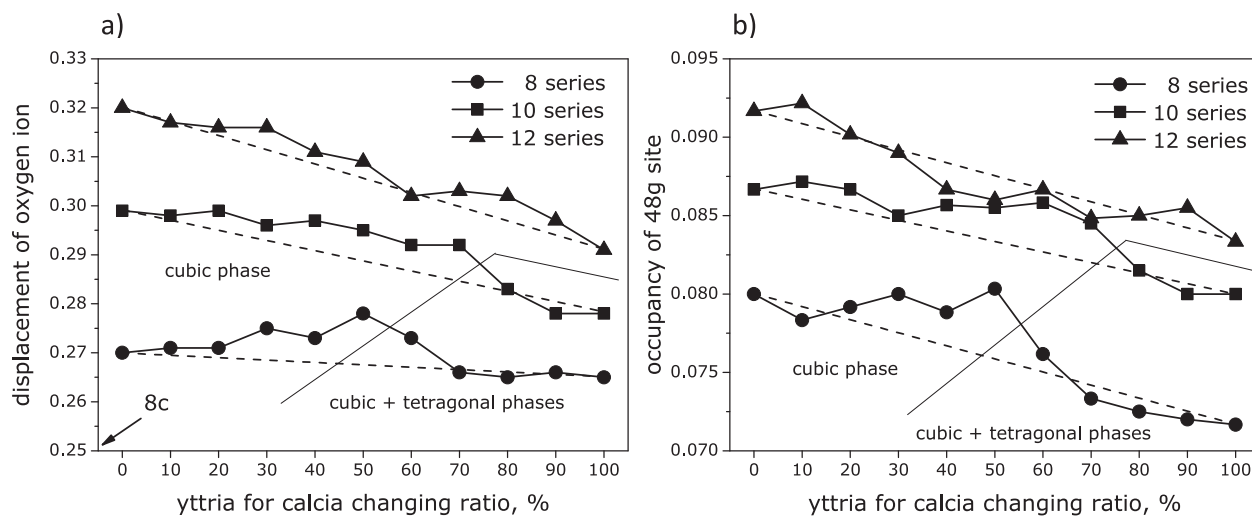 a)
displacement of oxygen ion
0.33
0.32
0.31
0.30
0.29
0.28
0.27
0.26
0.25
8 series
10 series
12 series
cubic phase
cubic + tetragonal phases
8c
0 10 20 30 40 50 60 70 80 90 100
yttria for calcia changing ratio, %
b)
occupancy of 48g site
0.095
0.090
0.085
0.080
0.075
0.070
8 series
10 series
12 series
cubic phase
cubic + tetragonal phases
0 10 20 30 40 50 60 70 80 90 100
yttria for calcia changing ratio, %